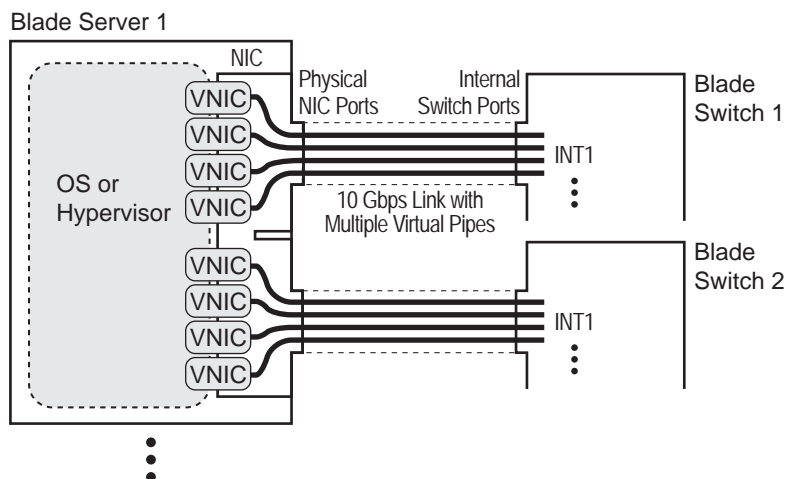 Blade Server 1
NIC
Physical
NIC Ports
Internal
Switch Ports
Blade
Switch 1
VNIC
VNIC
VNIC
VNIC
INT1
OS or
Hypervisor
10 Gbps Link with
Multiple Virtual Pipes
Blade
Switch 2
VNIC
VNIC
VNIC
VNIC
INT1